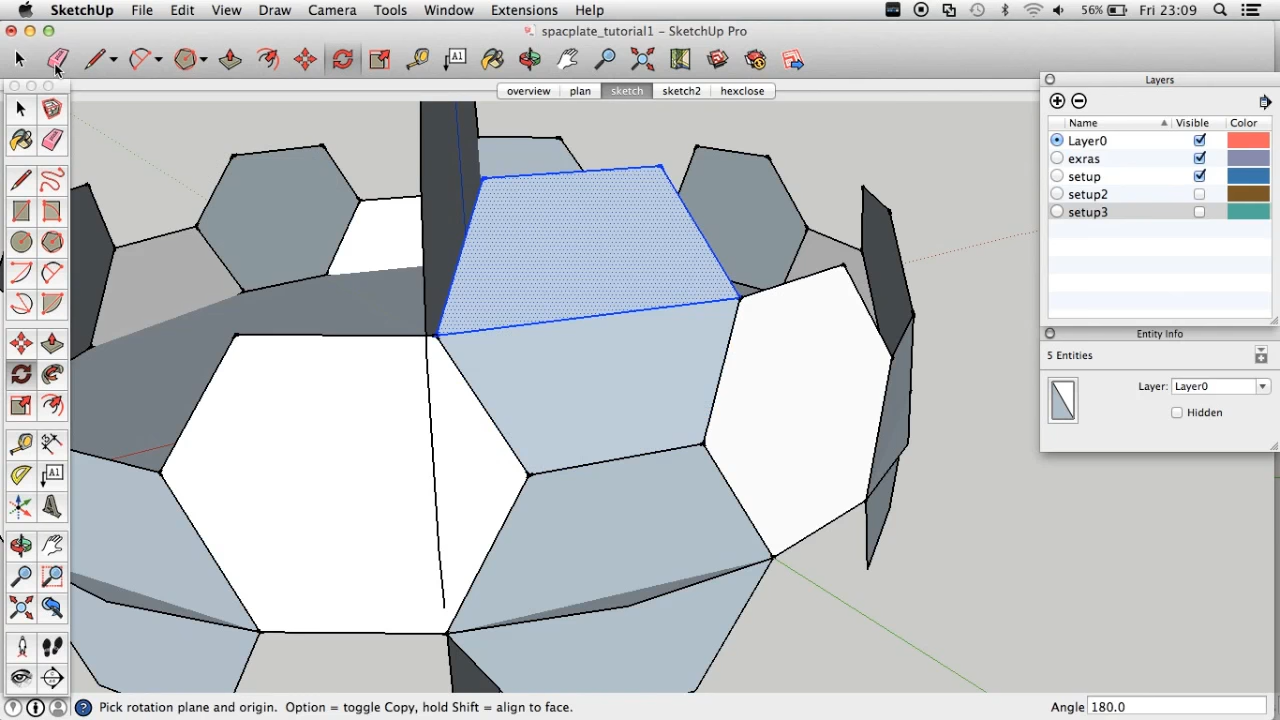 SketchUp File Edit View Draw Camera Tools Window Extensions Help 56% Fri 23:09
spacplate_tutorial1 – SketchUp Pro
A1
overview plan sketch sketch2 hexclose
Layers
Name Visible Color
Layer0
exras
setup
setup2
setup3
Entity Info
5 Entities
Layer: Layer0
Hidden
A1
Pick rotation plane and origin. Option = toggle Copy, hold Shift = align to face. Angle 180.0